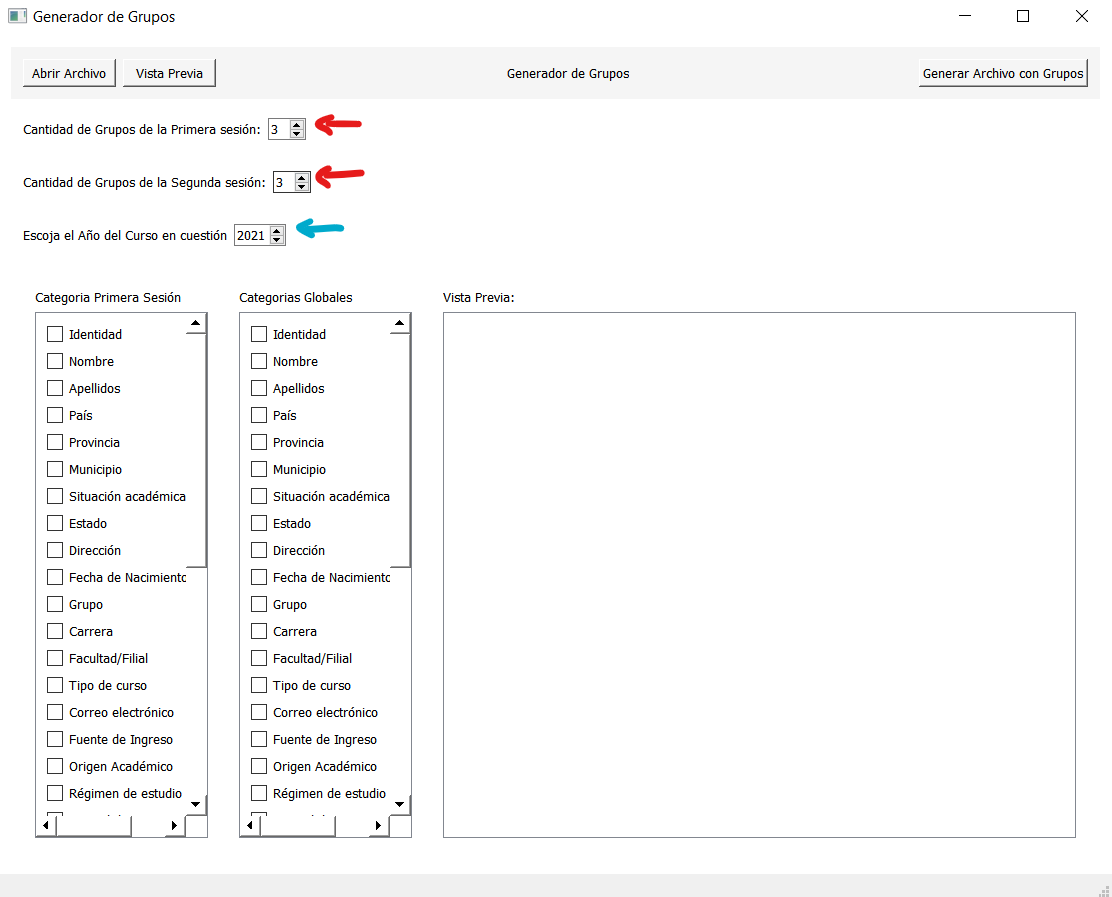 Generador de Grupos
Abrir Archivo Vista Previa Generador de Grupos Generar Archivo con Grupos
Cantidad de Grupos de la Primera sesión: 3
Cantidad de Grupos de la Segunda sesión: 3
Escoja el Año del Curso en cuestión 2021
Categoria Primera Sesión
Identidad
Nombre
Apellidos
País
Provincia
Municipio
Situación académica
Estado
Dirección
Fecha de Nacimiento
Grupo
Carrera
Facultad/Filial
Tipo de curso
Correo electrónico
Fuente de Ingreso
Origen Académico
Régimen de estudio
Categorias Globales
Identidad
Nombre
Apellidos
País
Provincia
Municipio
Situación académica
Estado
Dirección
Fecha de Nacimiento
Grupo
Carrera
Facultad/Filial
Tipo de curso
Correo electrónico
Fuente de Ingreso
Origen Académico
Régimen de estudio
Vista Previa: